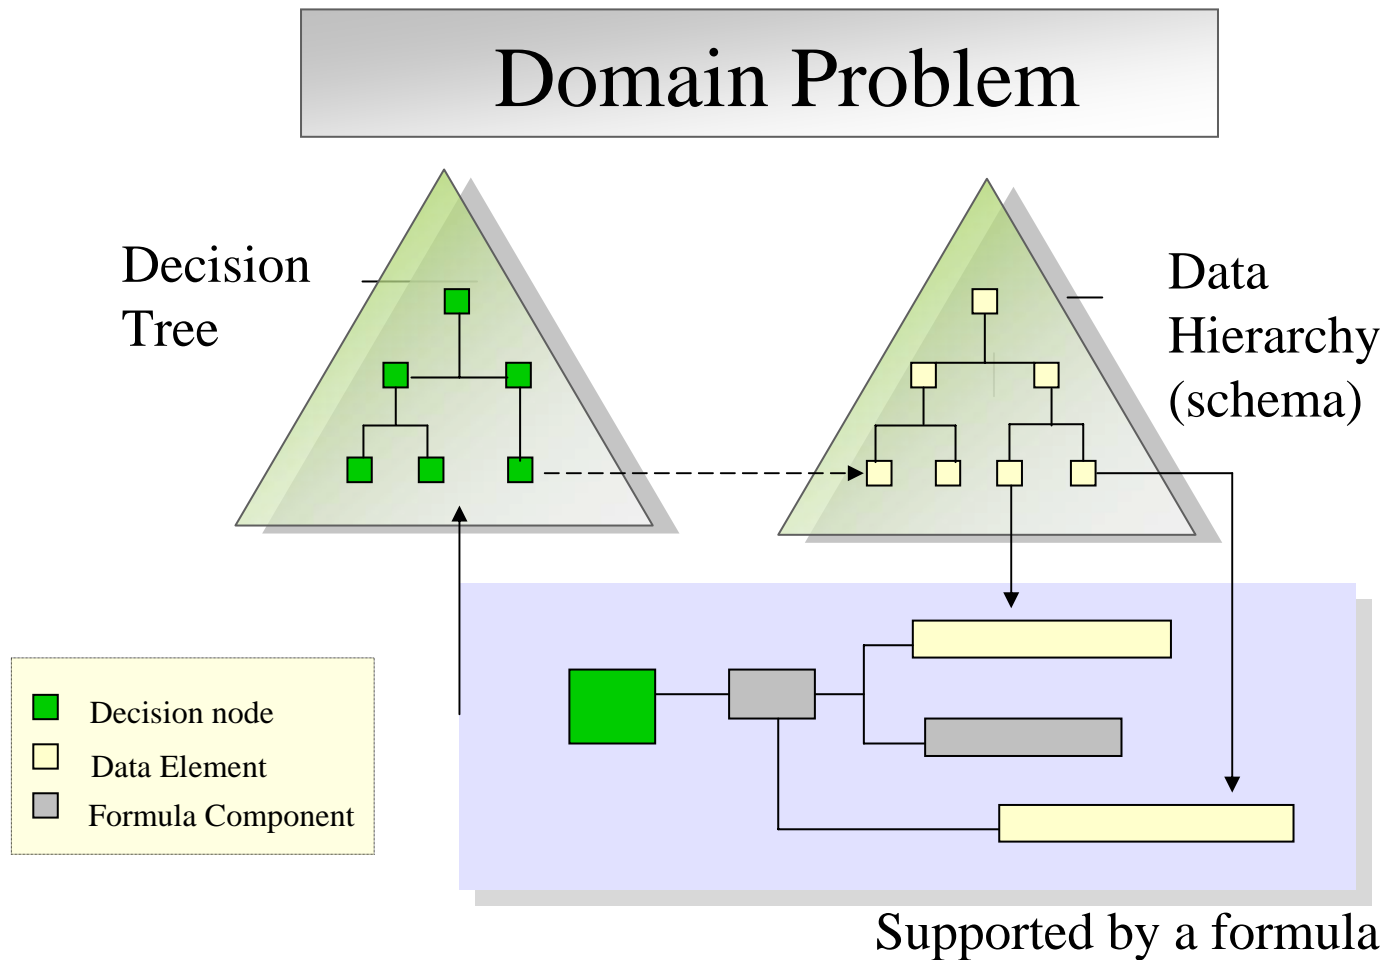 Domain Problem
Decision
Tree
Data
Hierarchy
(schema)
Decision node
Data Element
Formula Component
Supported by a formula